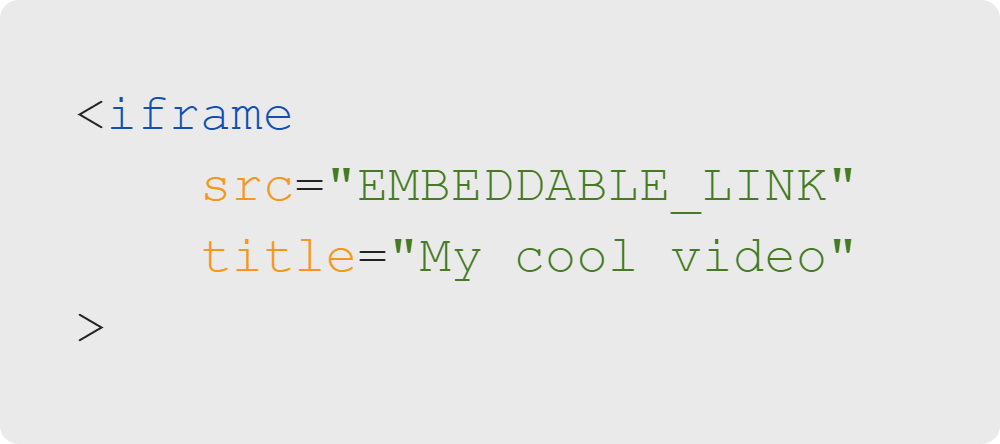 <iframe
    src="EMBEDDABLE_LINK"
    title="My cool video"
>